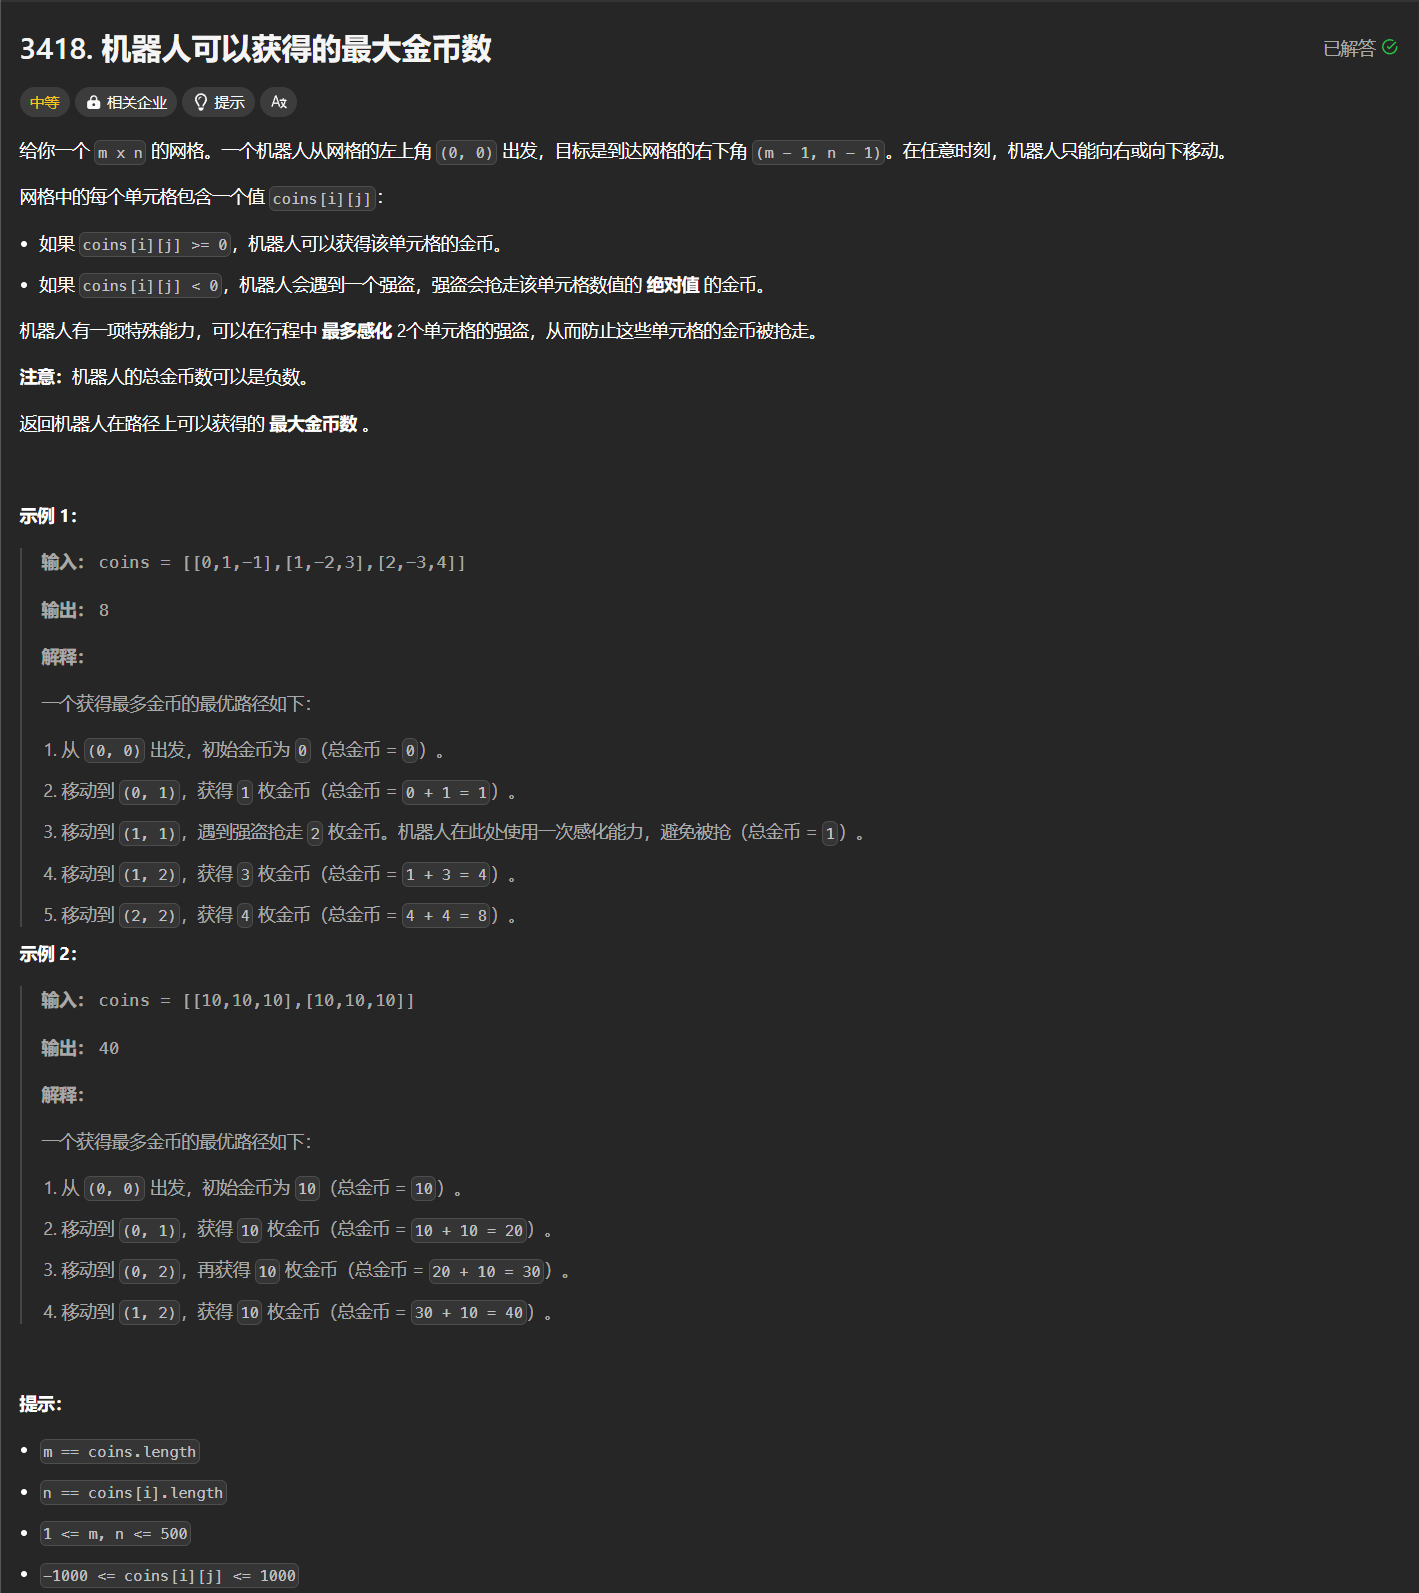 3418. 机器人可以获得的最大金币数
已解答
中等 相关企业 提示
给你一个 m x n 的网格。一个机器人从网格的左上角 (0, 0) 出发，目标是到达网格的右下角 (m - 1, n - 1)。在任意时刻，机器人只能向右或向下移动。
网格中的每个单元格包含一个值 coins[i][j]：
• 如果 coins[i][j] >= 0，机器人可以获得该单元格的金币。
• 如果 coins[i][j] < 0，机器人会遇到一个强盗，强盗会抢走该单元格数值的 绝对值 的金币。
机器人有一项特殊能力，可以在行程中 最多感化 2个单元格的强盗，从而防止这些单元格的金币被抢走。
注意：机器人的总金币数可以是负数。
返回机器人在路径上可以获得的 最大金币数 。
示例 1：
输入： coins = [[0,1,-1],[1,-2,3],[2,-3,4]]
输出： 8
解释：
一个获得最多金币的最优路径如下：
1. 从 (0, 0) 出发，初始金币为 0（总金币 = 0）。
2. 移动到 (0, 1)，获得 1 枚金币（总金币 = 0 + 1 = 1）。
3. 移动到 (1, 1)，遇到强盗抢走 2 枚金币。机器人在此处使用一次感化能力，避免被抢（总金币 = 1）。
4. 移动到 (1, 2)，获得 3 枚金币（总金币 = 1 + 3 = 4）。
5. 移动到 (2, 2)，获得 4 枚金币（总金币 = 4 + 4 = 8）。
示例 2：
输入： coins = [[10,10,10],[10,10,10]]
输出： 40
解释：
一个获得最多金币的最优路径如下：
1. 从 (0, 0) 出发，初始金币为 10（总金币 = 10）。
2. 移动到 (0, 1)，获得 10 枚金币（总金币 = 10 + 10 = 20）。
3. 移动到 (0, 2)，再获得 10 枚金币（总金币 = 20 + 10 = 30）。
4. 移动到 (1, 2)，获得 10 枚金币（总金币 = 30 + 10 = 40）。
提示：
• m == coins.length
• n == coins[i].length
• 1 <= m, n <= 500
• -1000 <= coins[i][j] <= 1000